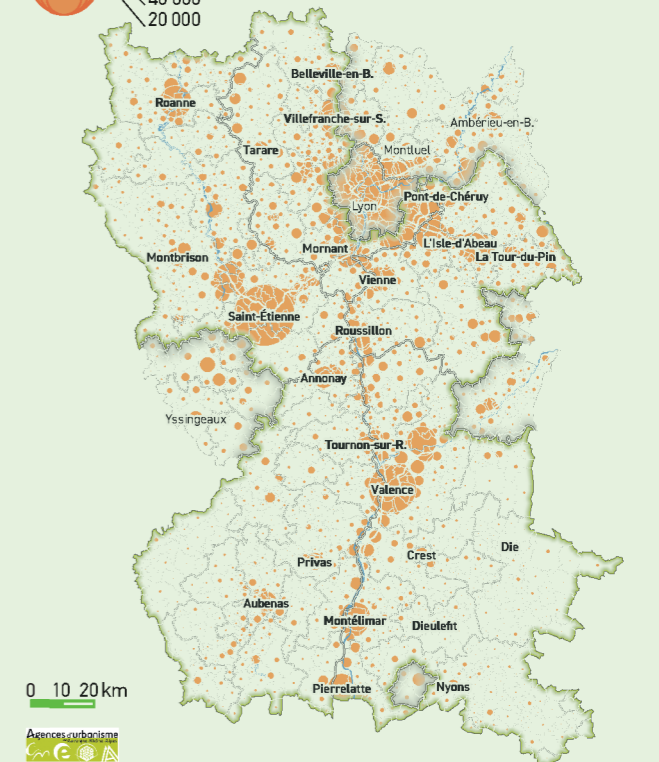 40 000
20 000
Belleville-en-B.
Roanne
Villefranche-sur-S.
Ambérieu-en-B.
Tarare
Montluel
Pont-de-Chéruy
Lyon
L'Isle-d'Abeau
Mornant
La Tour-du-Pin
Montbrison
Vienne
Saint-Étienne
Roussillon
Annonay
Yssingeaux
Tournon-sur-R.
Valence
Die
Crest
Privas
Aubenas
Montélimar
Dieulefit
Pierrelatte
Nyons
0 10 20 km
Agences d'urbanisme